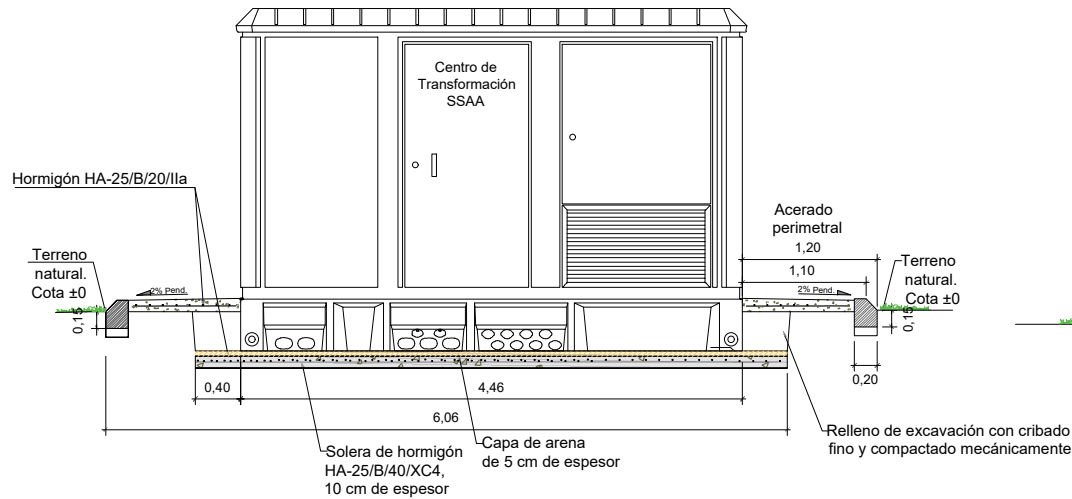 Centro de
Transformación
SSAA
Hormigón HA-25/B/20/IIa
Acerado
perimetral
1,20
1,10
Terreno
natural.
Cota ±0
2% Pend.
0,15
2% Pend.
Terreno
natural.
Cota ±0
0,15
0,20
0,40
4,46
6,06
Solera de hormigón
HA-25/B/40/XC4,
10 cm de espesor
Capa de arena
de 5 cm de espesor
Relleno de excavación con cribado
fino y compactado mecánicamente